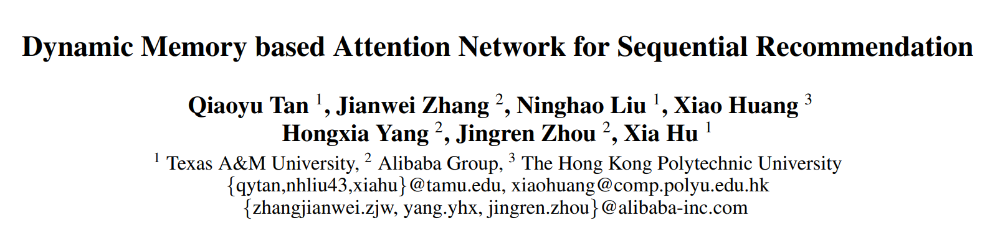 Dynamic Memory based Attention Network for Sequential Recommendation
Qiaoyu Tan 1, Jianwei Zhang 2, Ninghao Liu 1, Xiao Huang 3
Hongxia Yang 2, Jingren Zhou 2, Xia Hu 1
1 Texas A&M University, 2 Alibaba Group, 3 The Hong Kong Polytechnic University
{qytan,nhliu43,xiahu}@tamu.edu, xiaohuang@comp.polyu.edu.hk
{zhangjianwei.zjw, yang.yhx, jingren.zhou}@alibaba-inc.com